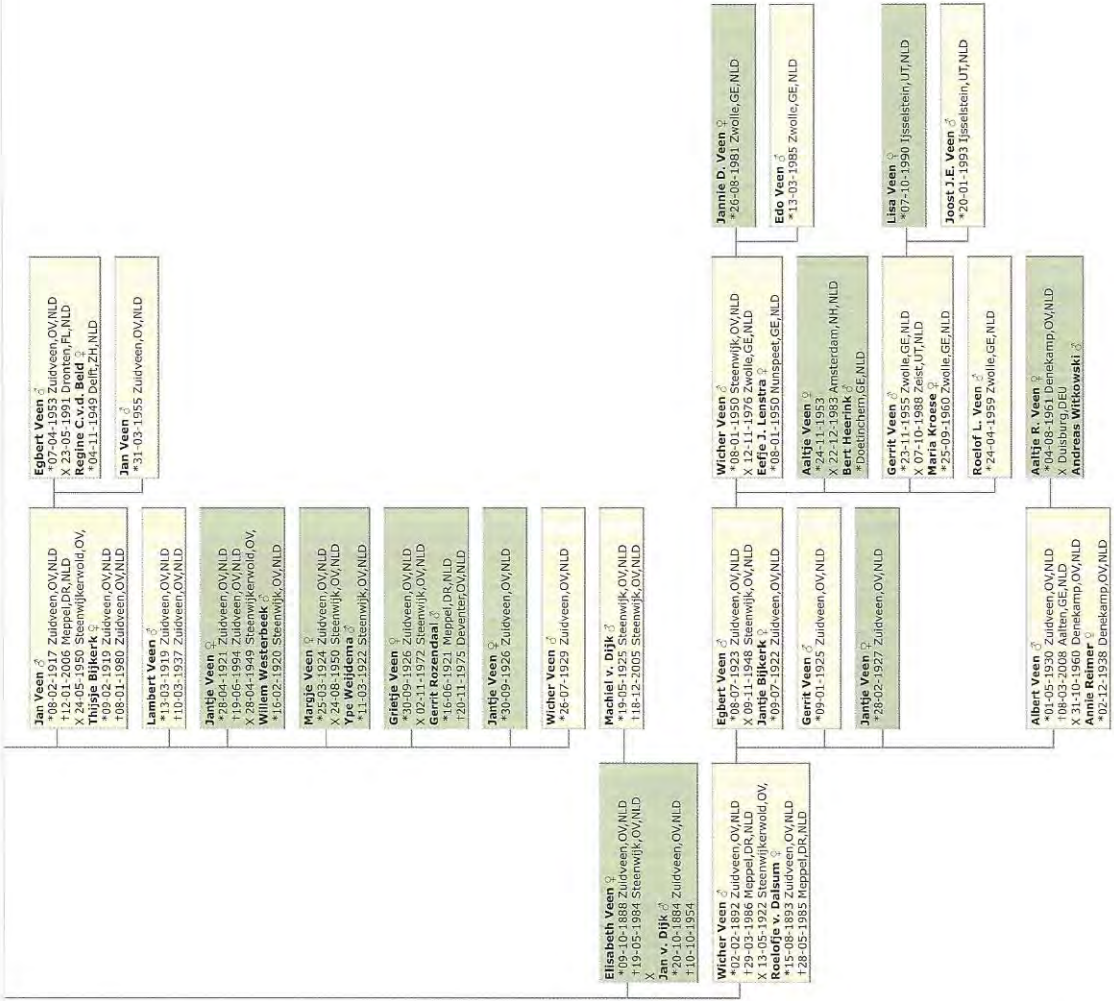 Egbert Veen ♂
*07-04-1953 Zuidveen,OV,NLD
X 23-05-1991 Dronten,FL,NLD
Regine C.v.d. Beld ♀
*04-11-1949 Delft,ZH,NLD
Jan Veen ♂
*31-03-1955 Zuidveen,OV,NLD
Jan Veen ♂
*08-02-1917 Zuidveen,OV,NLD
†12-01-2006 Meppel,DR,NLD
X 24-05-1950 Steenwijkerwold,OV,
Thijsje Bijkerk ♀
*09-02-1919 Zuidveen,OV,NLD
†08-01-1980 Zuidveen,OV,NLD
Lambert Veen ♂
*13-03-1919 Zuidveen,OV,NLD
†10-03-1937 Zuidveen,OV,NLD
Jantje Veen ♀
*28-04-1921 Zuidveen,OV,NLD
†19-06-1994 Zuidveen,OV,NLD
X 28-04-1949 Steenwijkerwold,OV,
Willem Westerbeek ♂
*16-02-1920 Steenwijk,OV,NLD
Margje Veen ♀
*25-03-1924 Zuidveen,OV,NLD
X 24-08-1950 Steenwijk,OV,NLD
Ype Weijdema ♂
*11-03-1922 Steenwijk,OV,NLD
Grietje Veen ♀
*30-09-1926 Zuidveen,OV,NLD
X 02-11-1972 Steenwijk,OV,NLD
Gerrit Rozendaal ♂
*16-06-1921 Meppel,DR,NLD
†20-11-1975 Deventer,OV,NLD
Jantje Veen ♀
*30-09-1926 Zuidveen,OV,NLD
Wicher Veen ♂
*26-07-1929 Zuidveen,OV,NLD
Elisabeth Veen ♀
*09-10-1888 Zuidveen,OV,NLD
†19-05-1984 Steenwijk,OV,NLD
X
Jan v. Dijk ♂
*20-10-1884 Zuidveen,OV,NLD
†10-10-1954
Machiel v. Dijk ♂
*19-05-1925 Steenwijk,OV,NLD
†18-12-2005 Steenwijk,OV,NLD
Wicher Veen ♂
*02-02-1892 Zuidveen,OV,NLD
†29-03-1986 Meppel,DR,NLD
X 13-05-1922 Steenwijkerwold,OV,
Roelofje v. Dalsum ♀
*15-08-1893 Zuidveen,OV,NLD
†28-05-1985 Meppel,DR,NLD
Egbert Veen ♂
*08-07-1923 Zuidveen,OV,NLD
X 09-11-1948 Steenwijk,OV,NLD
Jantje Bijkerk ♀
*09-07-1922 Zuidveen,OV,NLD
Gerrit Veen ♂
*09-01-1925 Zuidveen,OV,NLD
Jantje Veen ♀
*28-02-1927 Zuidveen,OV,NLD
Albert Veen ♂
*01-05-1930 Zuidveen,OV,NLD
†08-03-2008 Aalten,GE,NLD
X 31-10-1960 Denekamp,OV,NLD
Annie Reimer ♀
*02-12-1938 Denekamp,OV,NLD
Wicher Veen ♂
*08-01-1950 Steenwijk,OV,NLD
X 12-11-1976 Zwolle,GE,NLD
Eefje J. Lenstra ♀
*08-01-1950 Nunspeet,GE,NLD
Aaltje Veen ♀
*24-11-1953
X 22-12-1983 Amsterdam,NH,NLD
Bert Heerink ♂
*Doetinchem,GE,NLD
Gerrit Veen ♂
*23-11-1955 Zwolle,GE,NLD
X 07-10-1988 Zeist,UT,NLD
Maria Kroese ♀
*25-09-1960 Zwolle,GE,NLD
Roelof L. Veen ♂
*24-04-1959 Zwolle,GE,NLD
Aaltje R. Veen ♀
*04-08-1961 Denekamp,OV,NLD
X Duisburg,DEU
Andreas Witkowski ♂
Jannie D. Veen ♀
*26-08-1981 Zwolle,GE,NLD
Edo Veen ♂
*13-03-1985 Zwolle,GE,NLD
Lisa Veen ♀
*07-10-1990 Ijsselstein,UT,NLD
Joost J.E. Veen ♂
*20-01-1993 Ijsselstein,UT,NLD